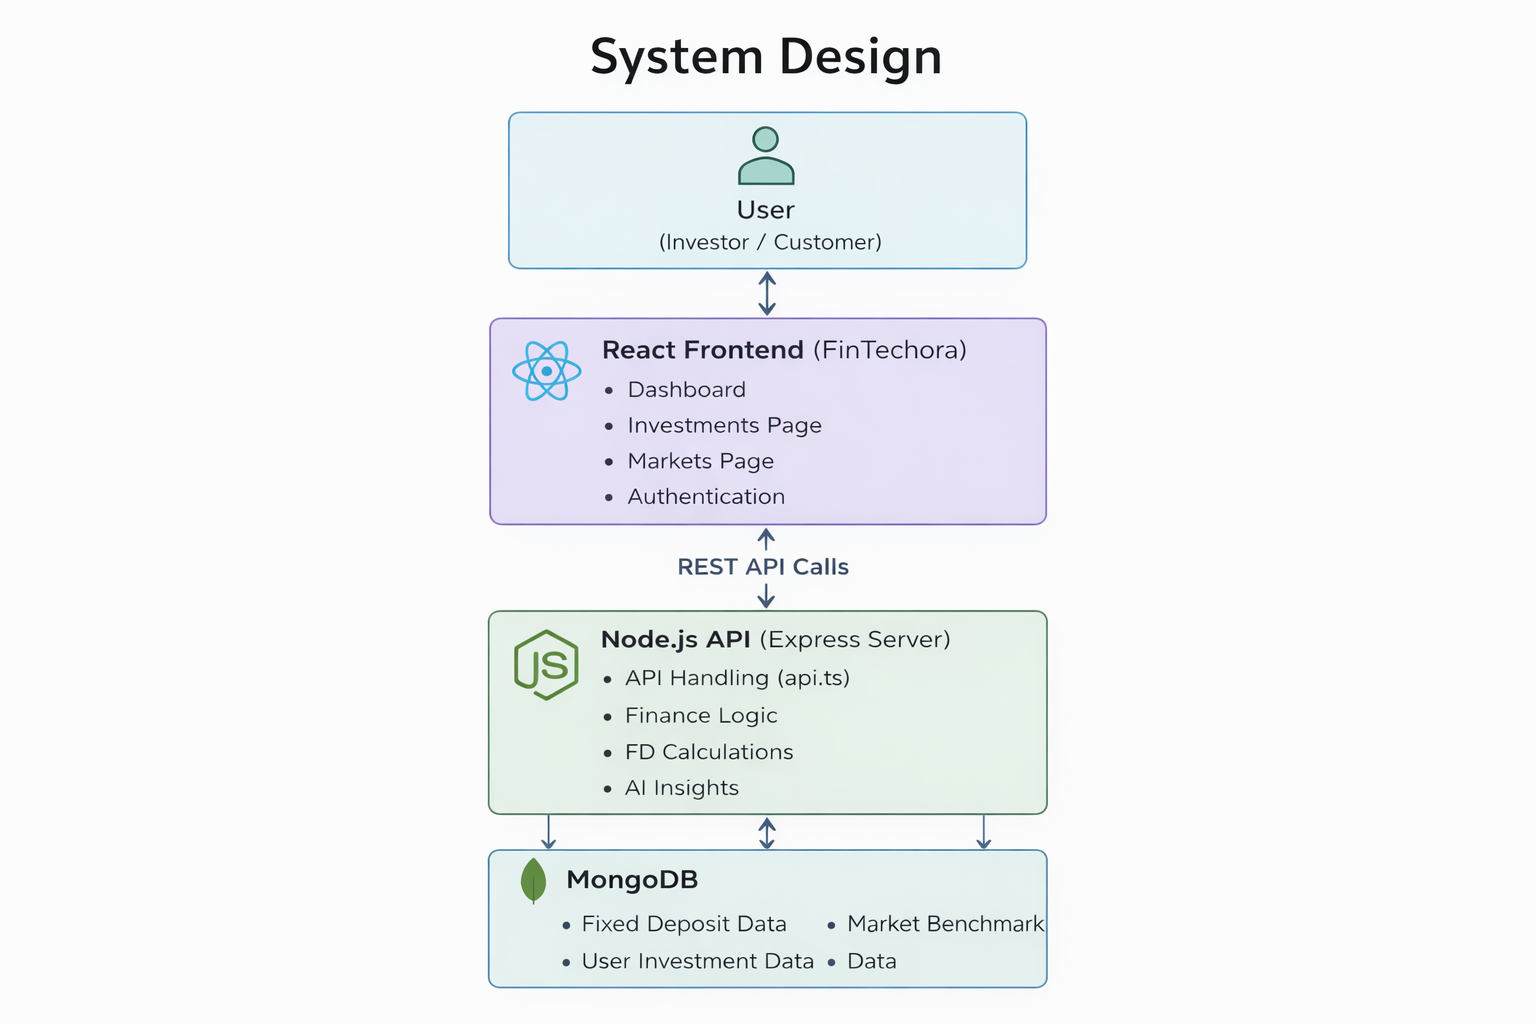 System Design
User
(Investor / Customer)
React Frontend (FinTechora)
• Dashboard
• Investments Page
• Markets Page
• Authentication
REST API Calls
JS
Node.js API (Express Server)
• API Handling (api.ts)
• Finance Logic
• FD Calculations
• AI Insights
MongoDB
• Fixed Deposit Data
• User Investment Data
• Market Benchmark
• Data